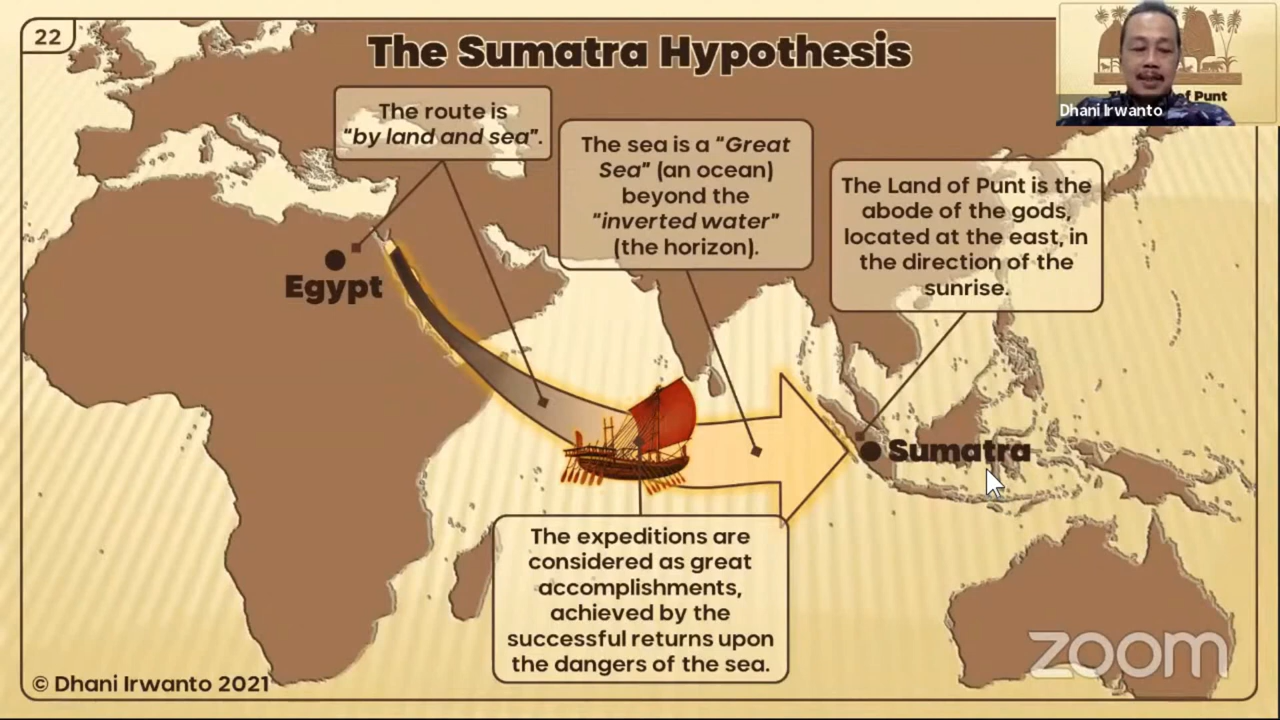 22
The Sumatra Hypothesis
The route is
“by land and sea”.
The sea is a “Great
Sea” (an ocean)
beyond the
“inverted water”
(the horizon).
The Land of Punt is the
abode of the gods,
located at the east, in
the direction of the
sunrise.
Egypt
Sumatra
The expeditions are
considered as great
accomplishments,
achieved by the
successful returns upon
the dangers of the sea.
© Dhani Irwanto 2021
of Punt
Dhani Irwanto
zoom